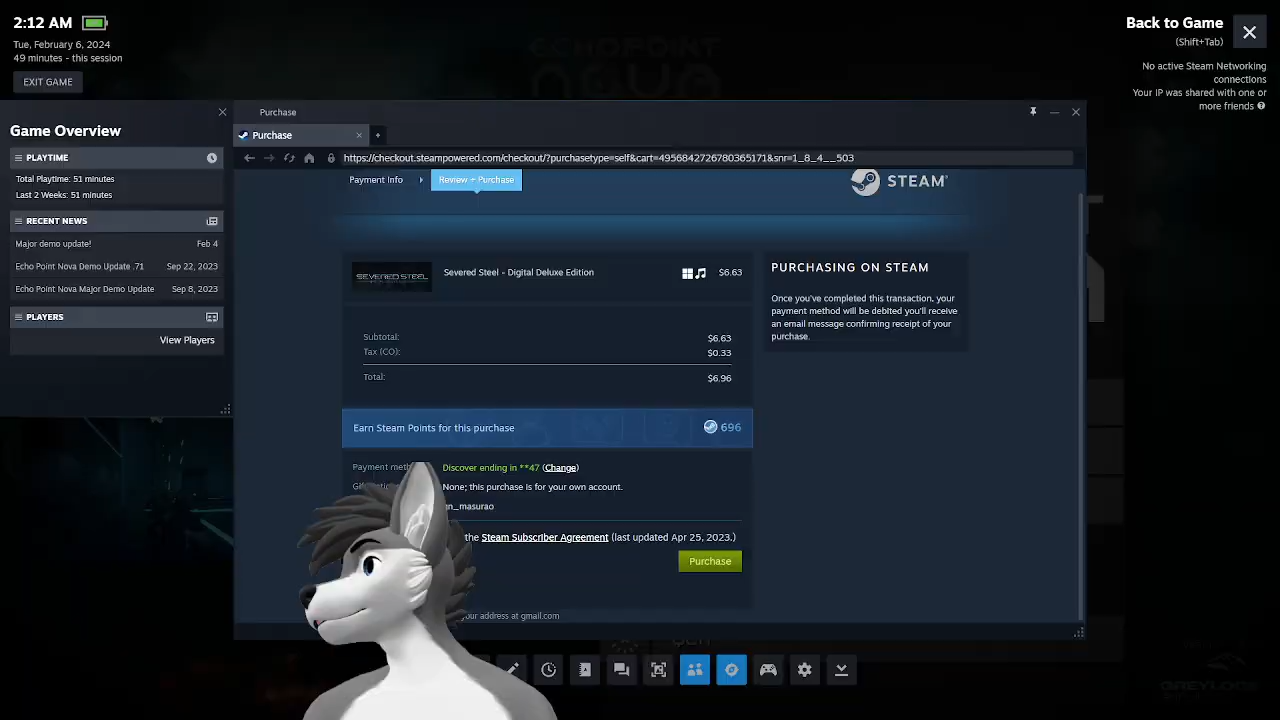 2:12 AM
Tue, February 6, 2024
49 minutes - this session
EXIT GAME
Back to Game
(Shift+Tab)
No active Steam Networking
connections
Your IP was shared with one or
more friends
ECHOPOINT
NOVA
Game Overview
PLAYTIME
Total Playtime: 51 minutes
Last 2 Weeks: 51 minutes
RECENT NEWS
Major demo update! Feb 4
Echo Point Nova Demo Update .71 Sep 22, 2023
Echo Point Nova Major Demo Update Sep 8, 2023
PLAYERS
View Players
Purchase
Purchase
https://checkout.steampowered.com/checkout/?purchasetype=self&cart=4956842726780365171&snr=1_8_4__503
Payment Info Review + Purchase
STEAM
SEVERED STEEL
Severed Steel - Digital Deluxe Edition $6.63
Subtotal: $6.63
Tax (CO): $0.33
Total: $6.96
Earn Steam Points for this purchase 696
Payment Discover ending in **47 (Change)
None; this purchase is for your own account.
_masurao
the Steam Subscriber Agreement (last updated Apr 25, 2023.)
Purchase
your address at gmail.com
PURCHASING ON STEAM
Once you've completed this transaction, your
payment method will be debited you'll receive
an email message confirming receipt of your
purchase.
GREYLOCK